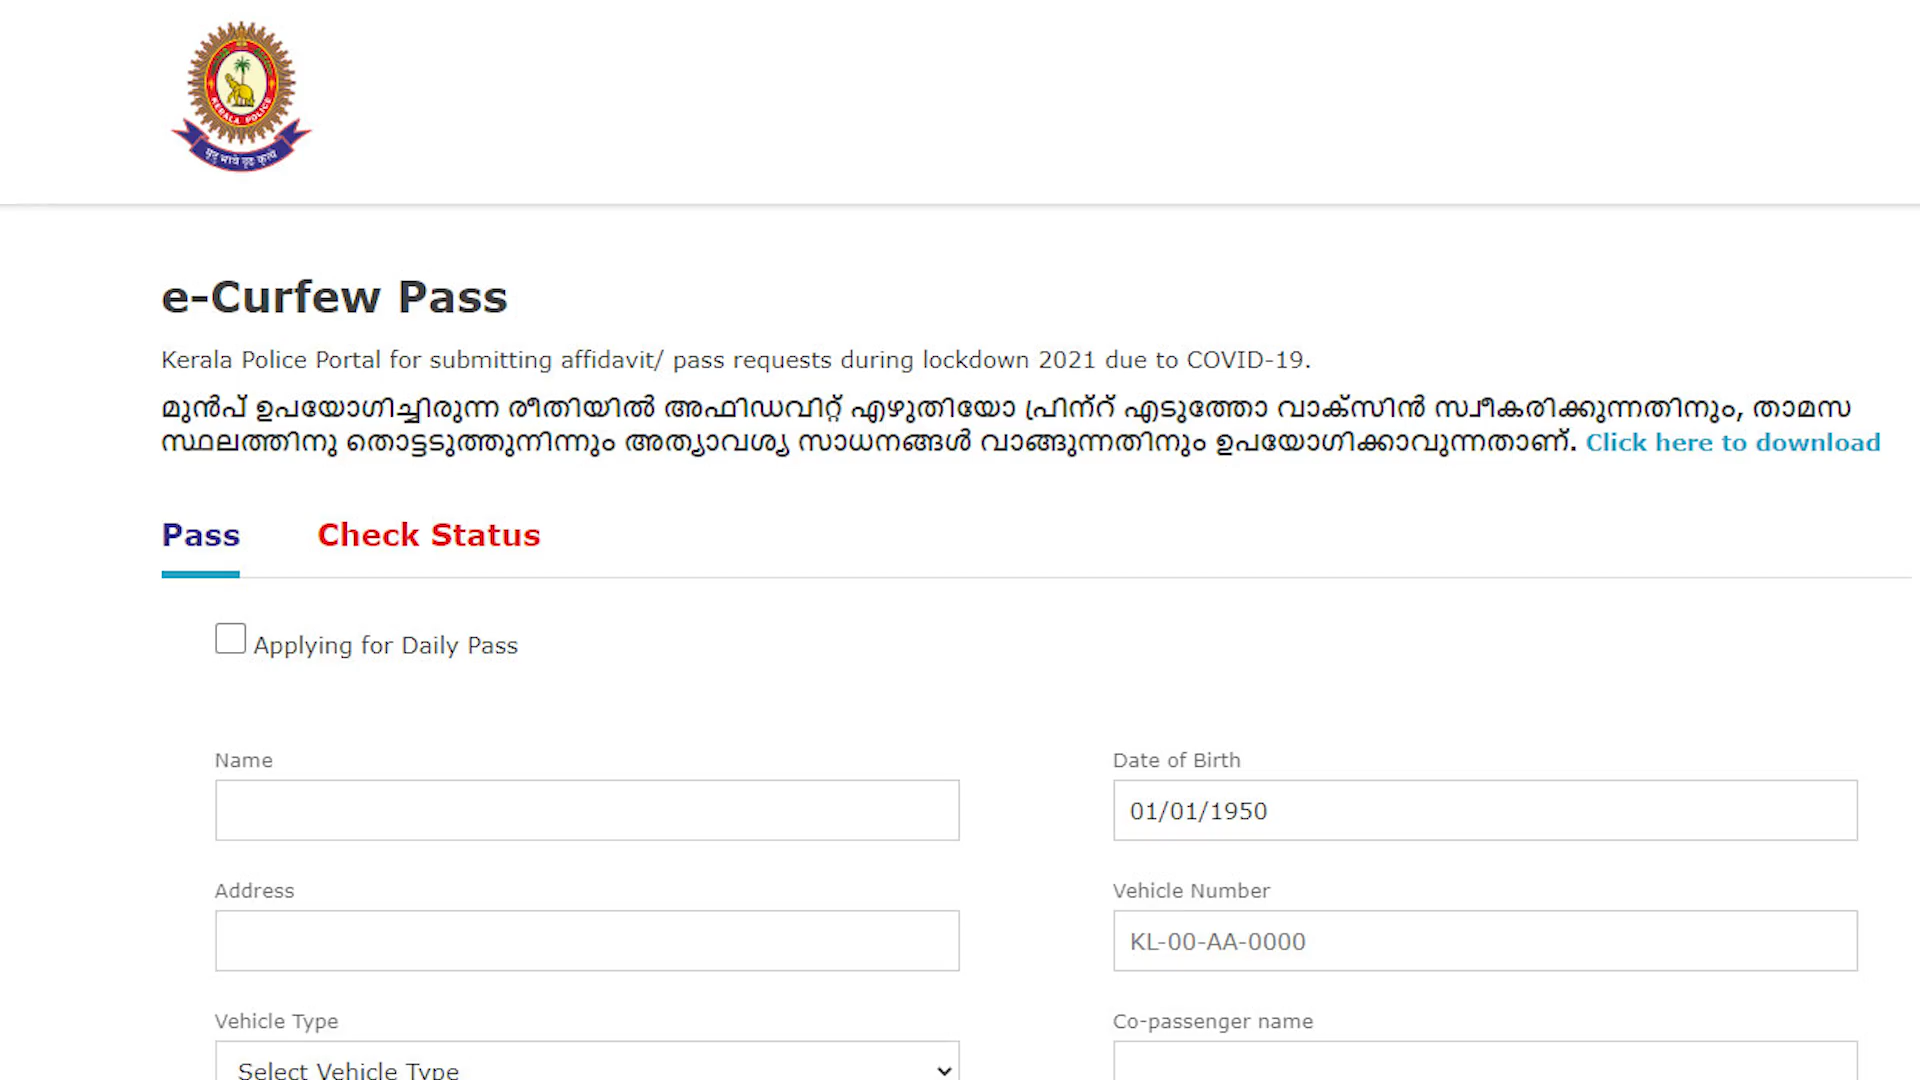 KERALA POLICE
मृदु भावे दृढ कृत्ये
e-Curfew Pass
Kerala Police Portal for submitting affidavit/ pass requests during lockdown 2021 due to COVID-19.
മുൻപ് ഉപയോഗിച്ചിരുന്ന രീതിയിൽ അഫിഡവിറ്റ് എഴുതിയോ പ്രിന്റ് എടുത്തോ വാക്‌സിൻ സ്വീകരിക്കുന്നതിനും, താമസ
സ്ഥലത്തിനു തൊട്ടടുത്തുനിന്നും അത്യാവശ്യ സാധനങ്ങൾ വാങ്ങുന്നതിനും ഉപയോഗിക്കാവുന്നതാണ്. Click here to download
Pass Check Status
Applying for Daily Pass
Name Date of Birth
01/01/1950
Address Vehicle Number
KL-00-AA-0000
Vehicle Type Co-passenger name
Select Vehicle Type